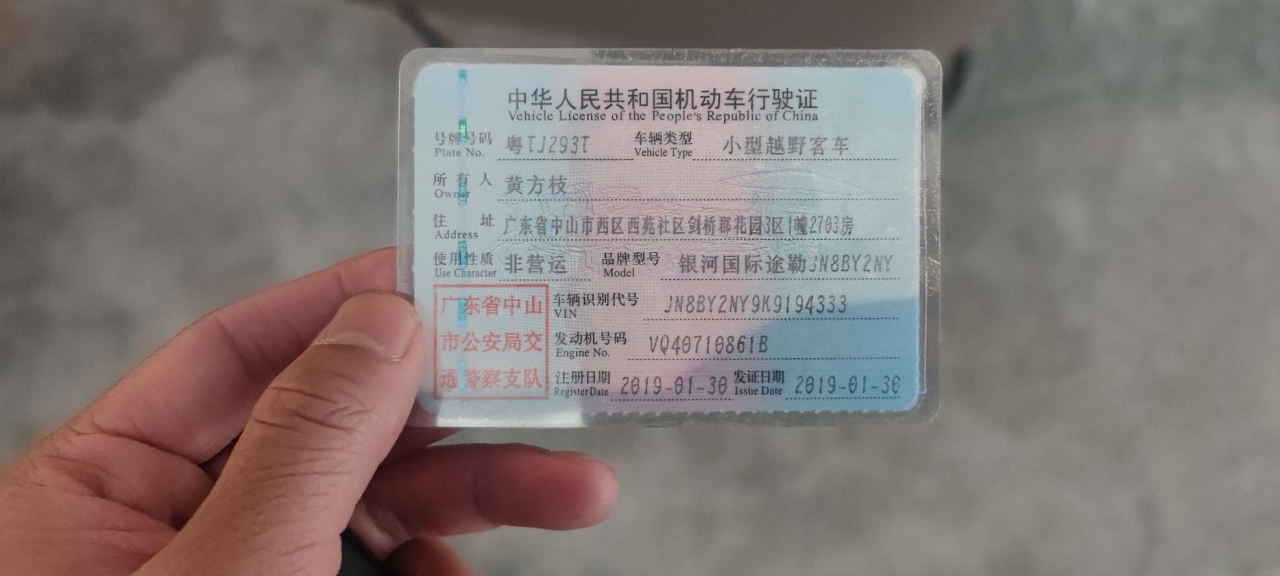 中华人民共和国机动车行驶证
Vehicle License of the People's Republic of China
号牌号码 粤TJ293T 车辆类型 小型越野客车
Plate No. Vehicle Type
所有人 黄方枝
Owner
住址 广东省中山市西区西苑社区剑桥郡花园3区1幢2703房
Address
使用性质 非营运 品牌型号 银河国际途勒JN8BY2NY
Use Character Model
广东省中山 车辆识别代号 JN8BY2NY9K9194333
VIN
市公安局交 发动机号码 VQ40710861B
Engine No.
通警察支队 注册日期 2019-01-30 发证日期 2019-01-30
Register Date Issue Date